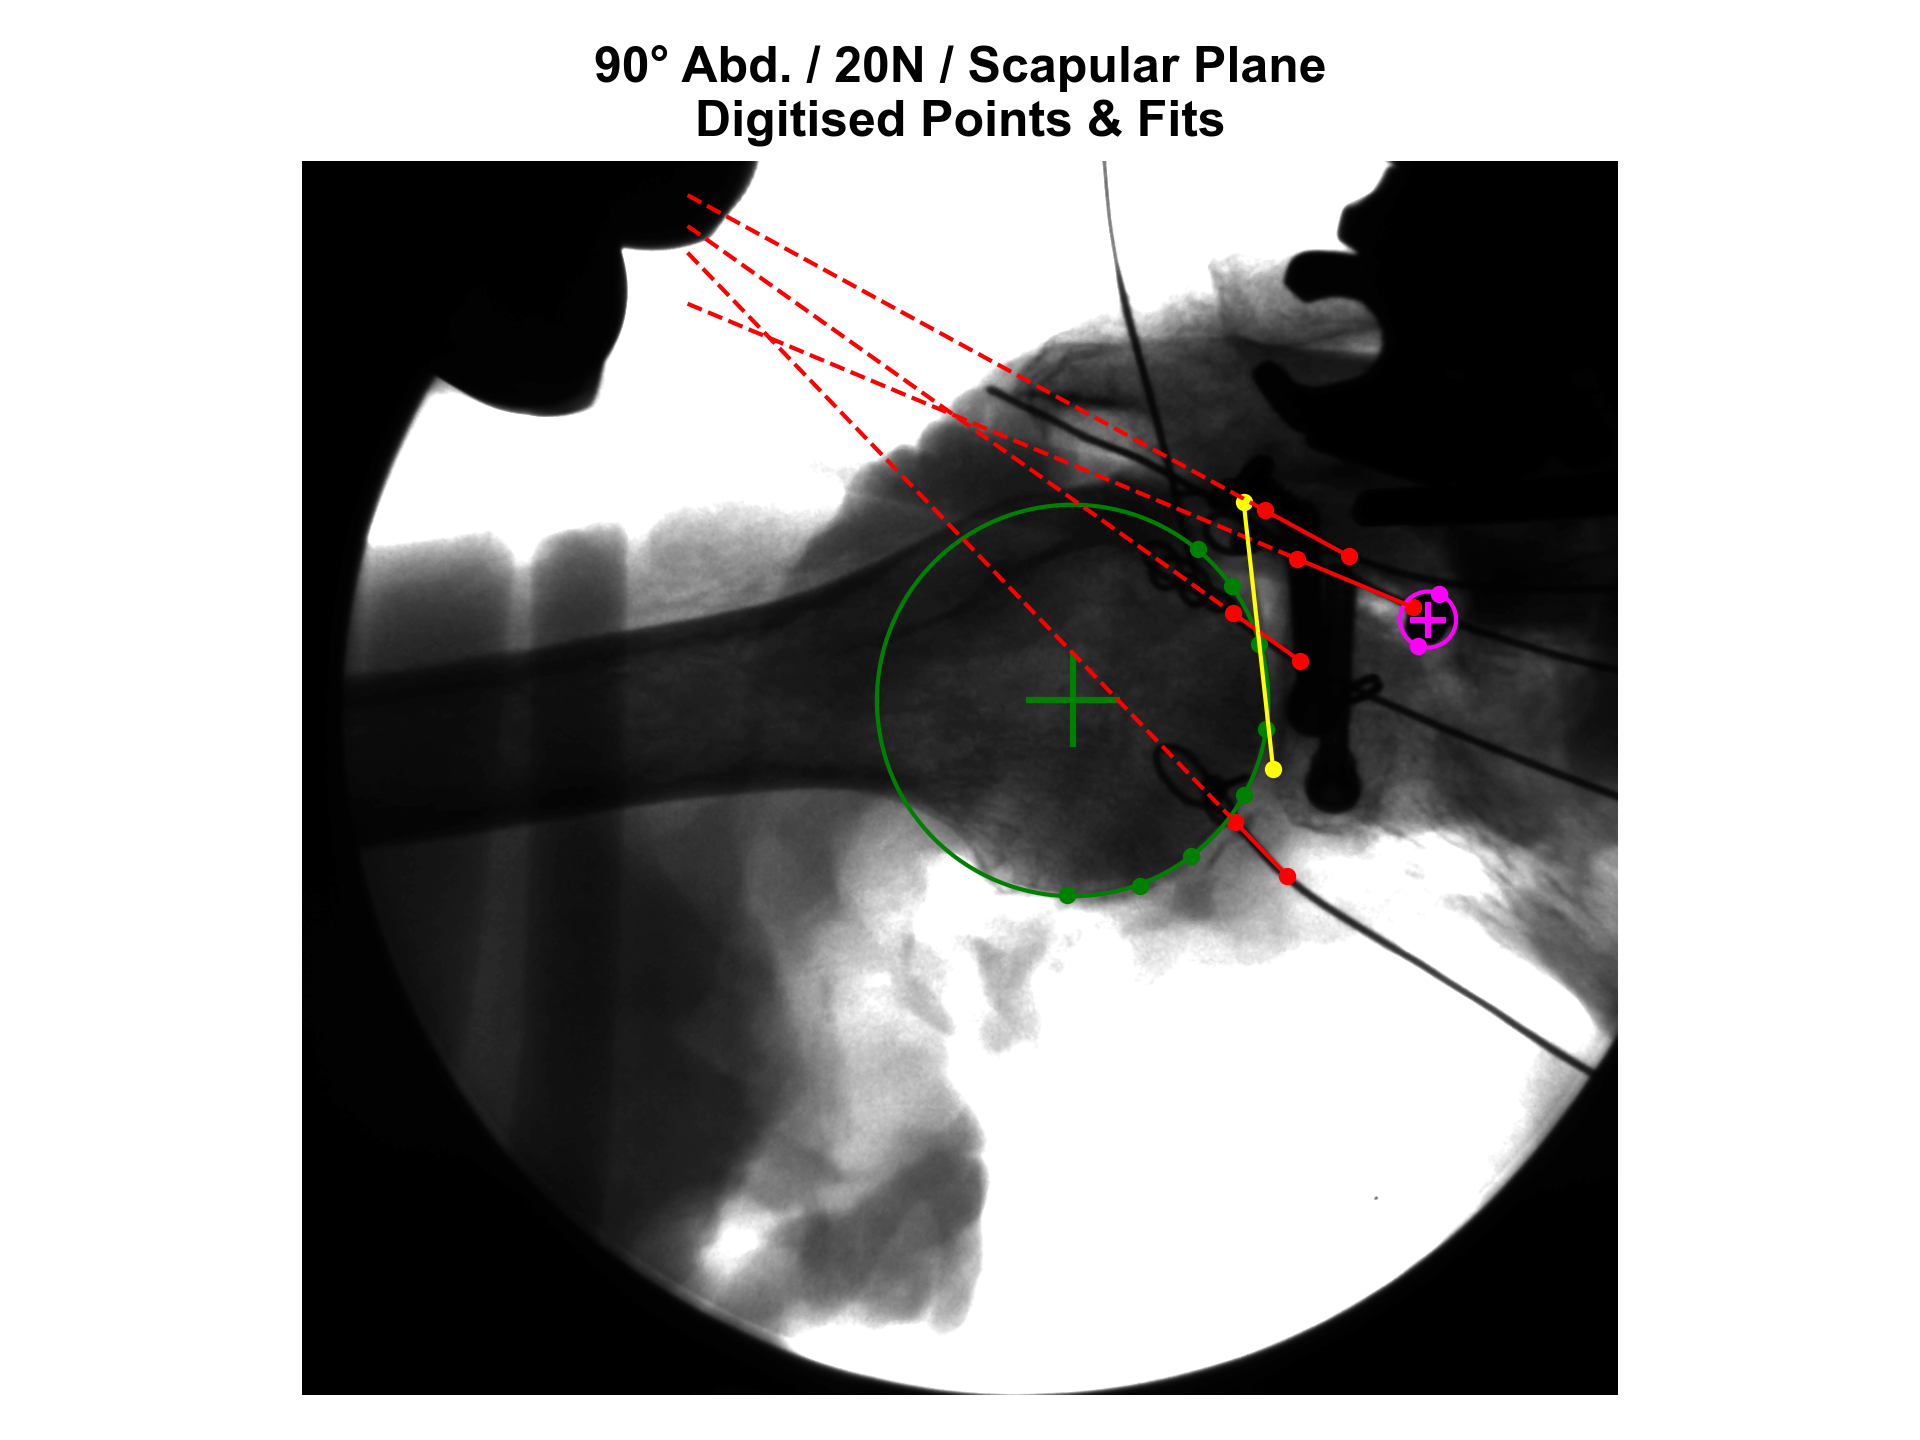 90° Abd. / 20N / Scapular Plane
Digitised Points & Fits